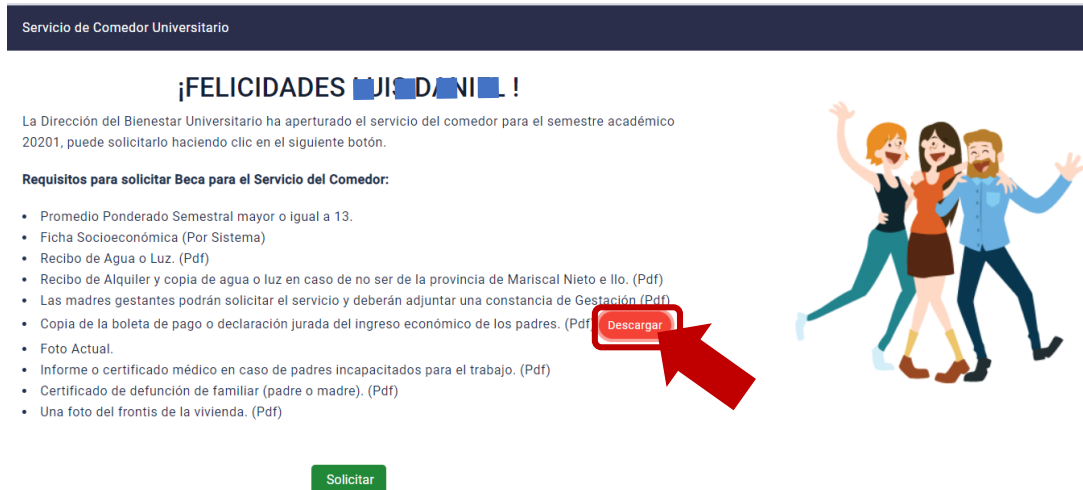 Servicio de Comedor Universitario
¡FELICIDADES !
La Dirección del Bienestar Universitario ha aperturado el servicio del comedor para el semestre académico
20201, puede solicitarlo haciendo clic en el siguiente botón.
Requisitos para solicitar Beca para el Servicio del Comedor:
• Promedio Ponderado Semestral mayor o igual a 13.
• Ficha Socioeconómica (Por Sistema)
• Recibo de Agua o Luz. (Pdf)
• Recibo de Alquiler y copia de agua o luz en caso de no ser de la provincia de Mariscal Nieto e Ilo. (Pdf)
• Las madres gestantes podrán solicitar el servicio y deberán adjuntar una constancia de Gestación (Pdf)
• Copia de la boleta de pago o declaración jurada del ingreso económico de los padres. (Pdf) Descargar
• Foto Actual.
• Informe o certificado médico en caso de padres incapacitados para el trabajo. (Pdf)
• Certificado de defunción de familiar (padre o madre). (Pdf)
• Una foto del frontis de la vivienda. (Pdf)
Solicitar